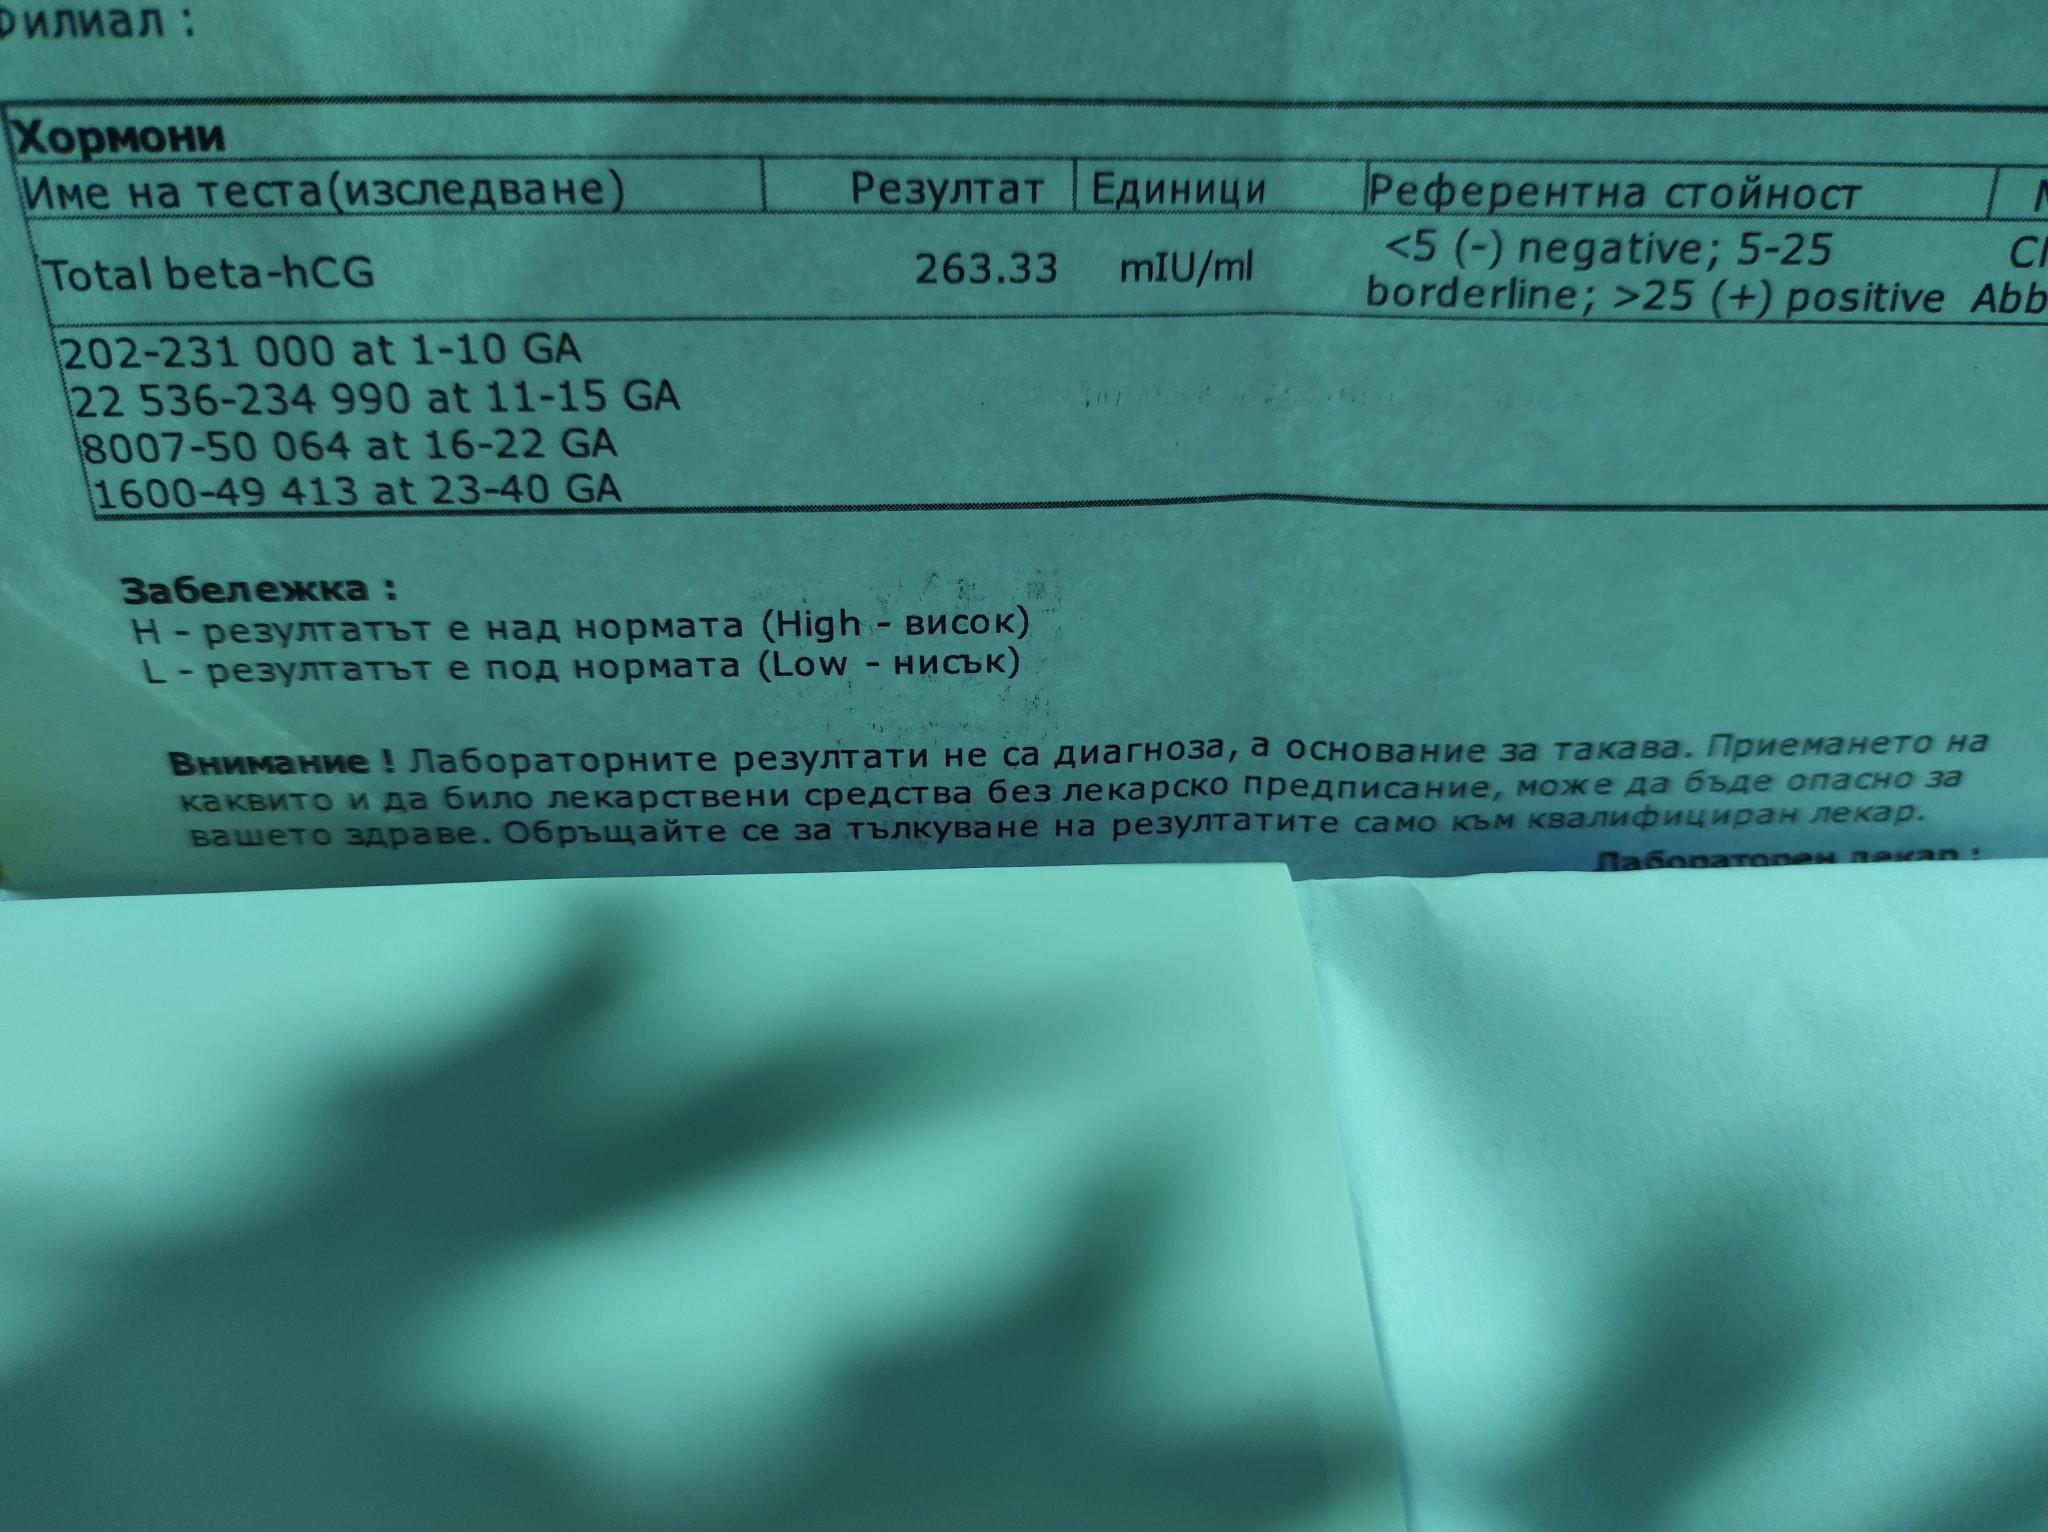 Филиал :
Хормони
Име на теста(изследване) Резултат Единици Референтна стойност
Total beta-hCG 263.33 mIU/ml <5 (-) negative; 5-25
borderline; >25 (+) positive
202-231 000 at 1-10 GA
22 536-234 990 at 11-15 GA
8007-50 064 at 16-22 GA
1600-49 413 at 23-40 GA
Забележка :
H - резултатът е над нормата (High - висок)
L - резултатът е под нормата (Low - нисък)
Внимание ! Лабораторните резултати не са диагноза, а основание за такава. Приемането на
каквито и да било лекарствени средства без лекарско предписание, може да бъде опасно за
вашето здраве. Обръщайте се за тълкуване на резултатите само към квалифициран лекар.
Лабораторен лекар :